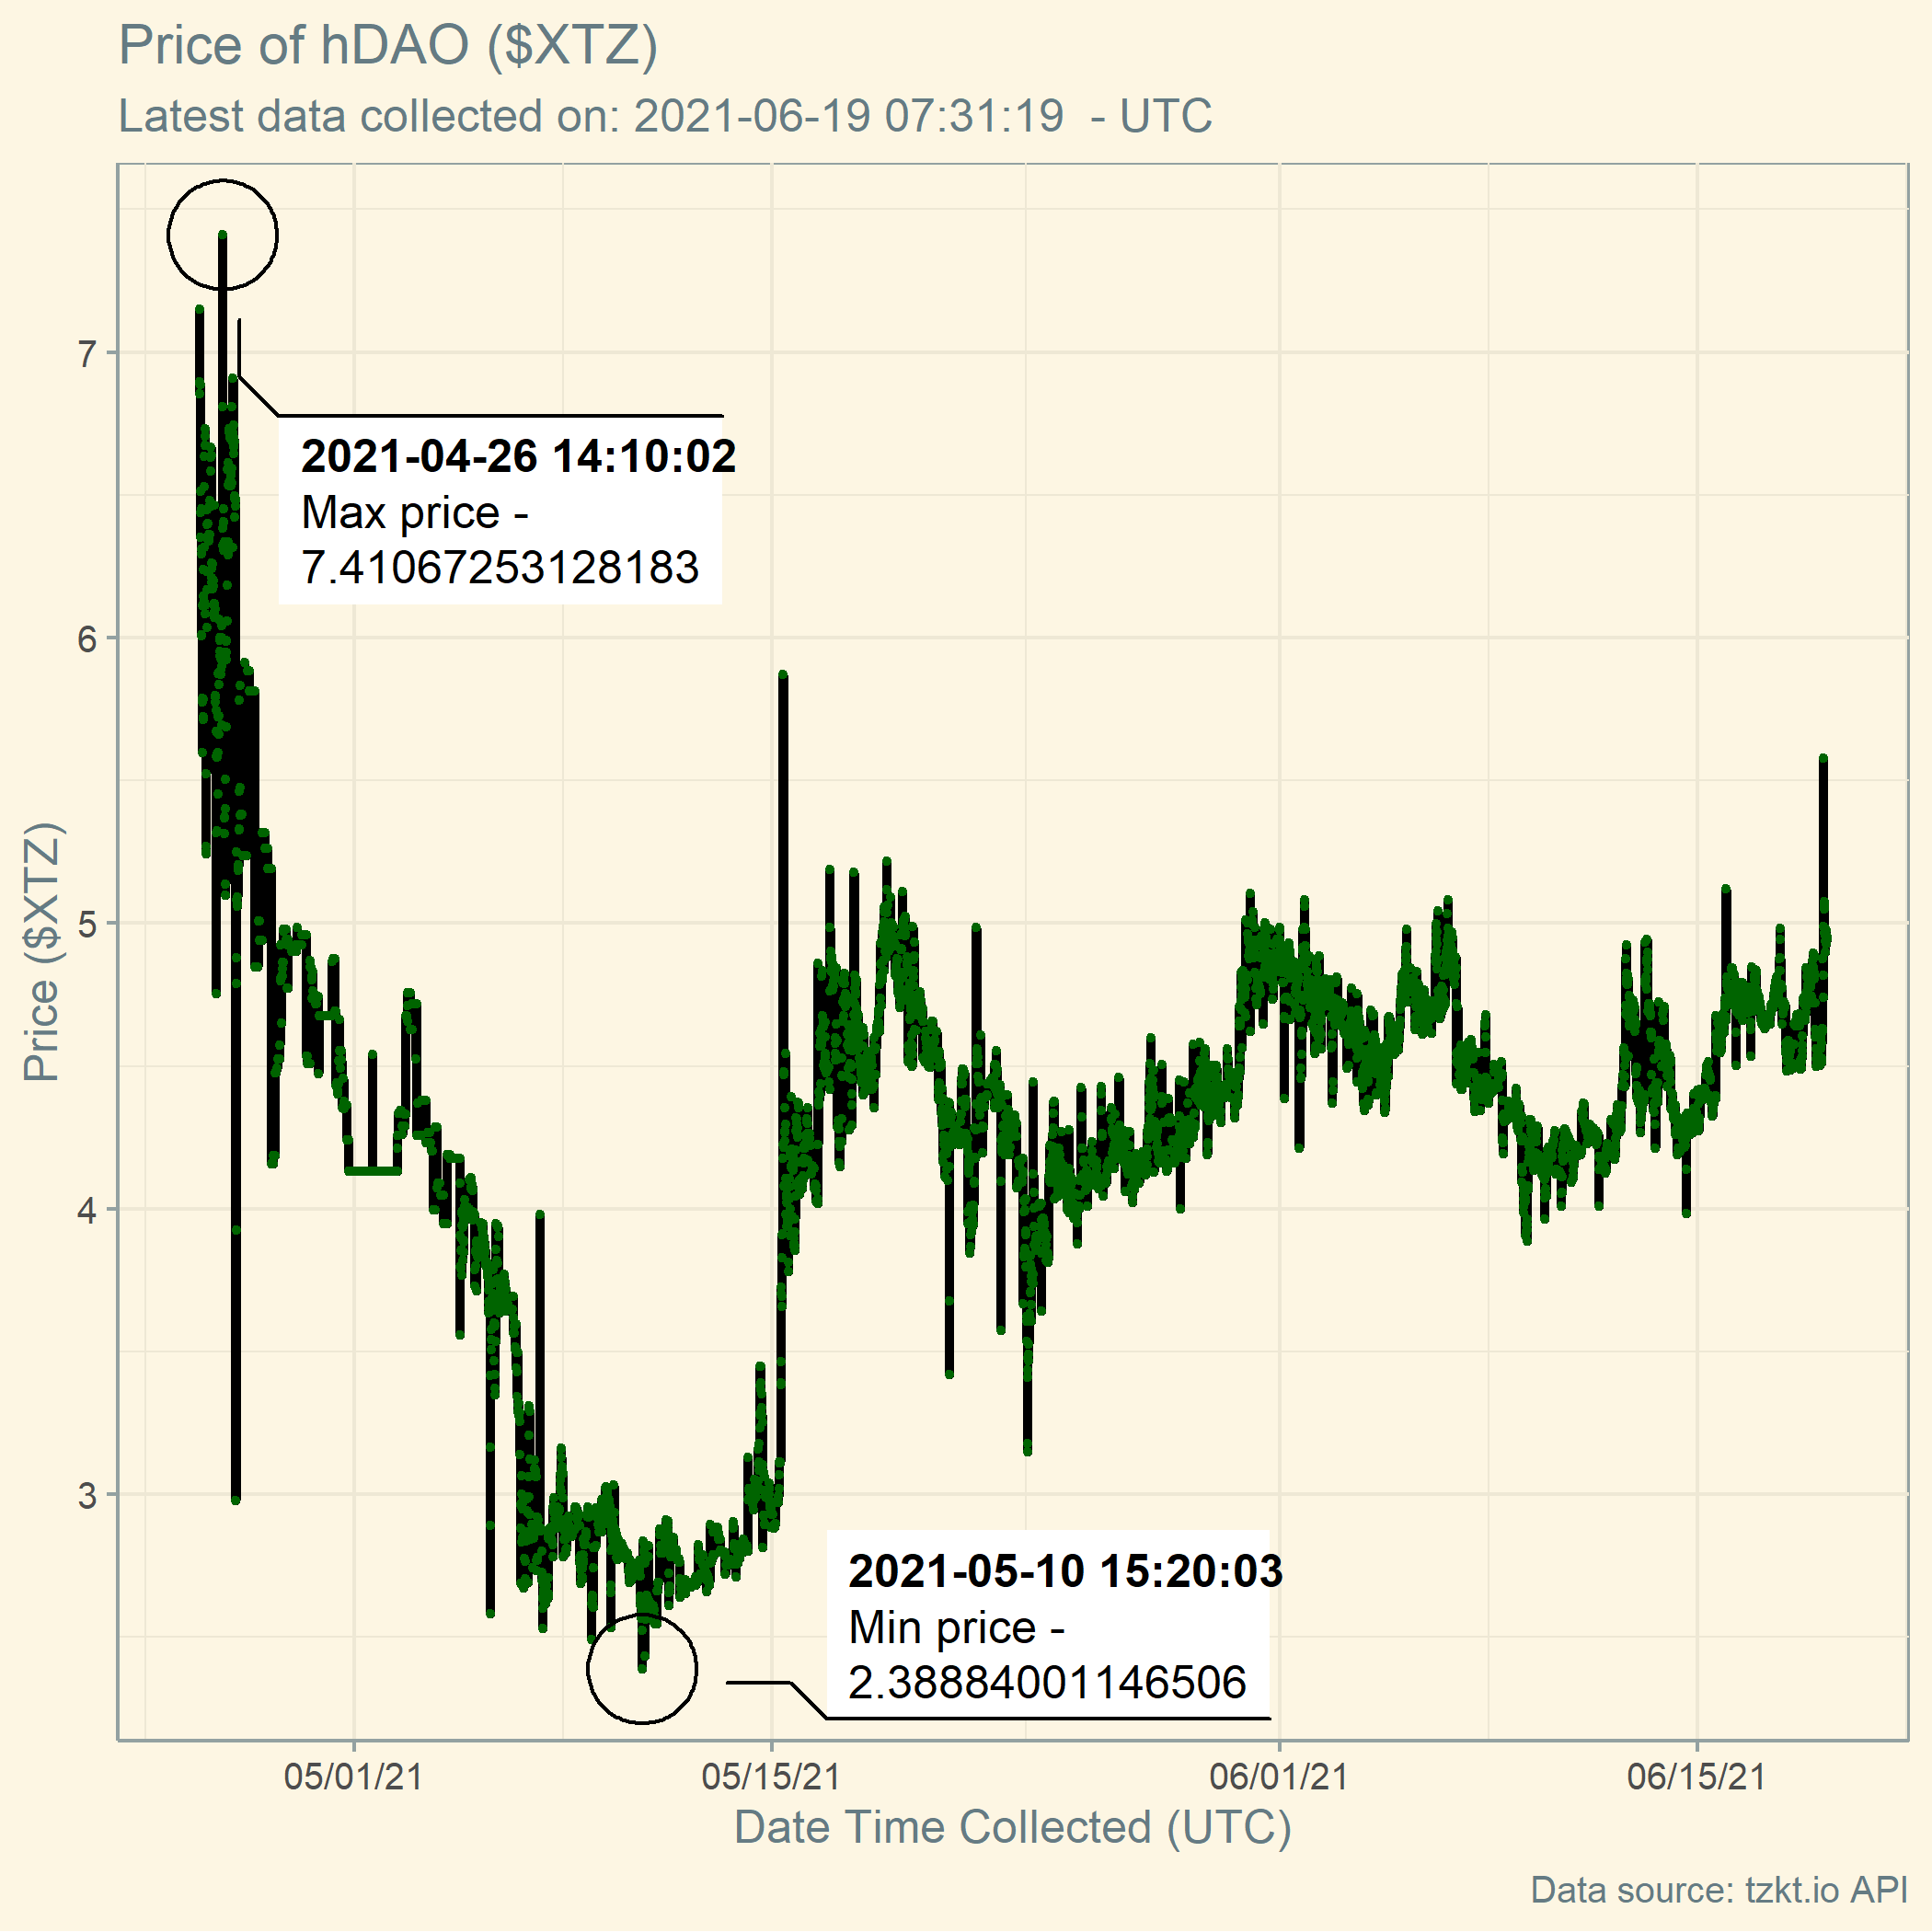 Price of hDAO ($XTZ)
Latest data collected on: 2021-06-19 07:31:19  - UTC
7
6
5
4
3
Price ($XTZ)
2021-04-26 14:10:02
Max price -
7.41067253128183
2021-05-10 15:20:03
Min price -
2.38884001146506
05/01/21
05/15/21
06/01/21
06/15/21
Date Time Collected (UTC)
Data source: tzkt.io API